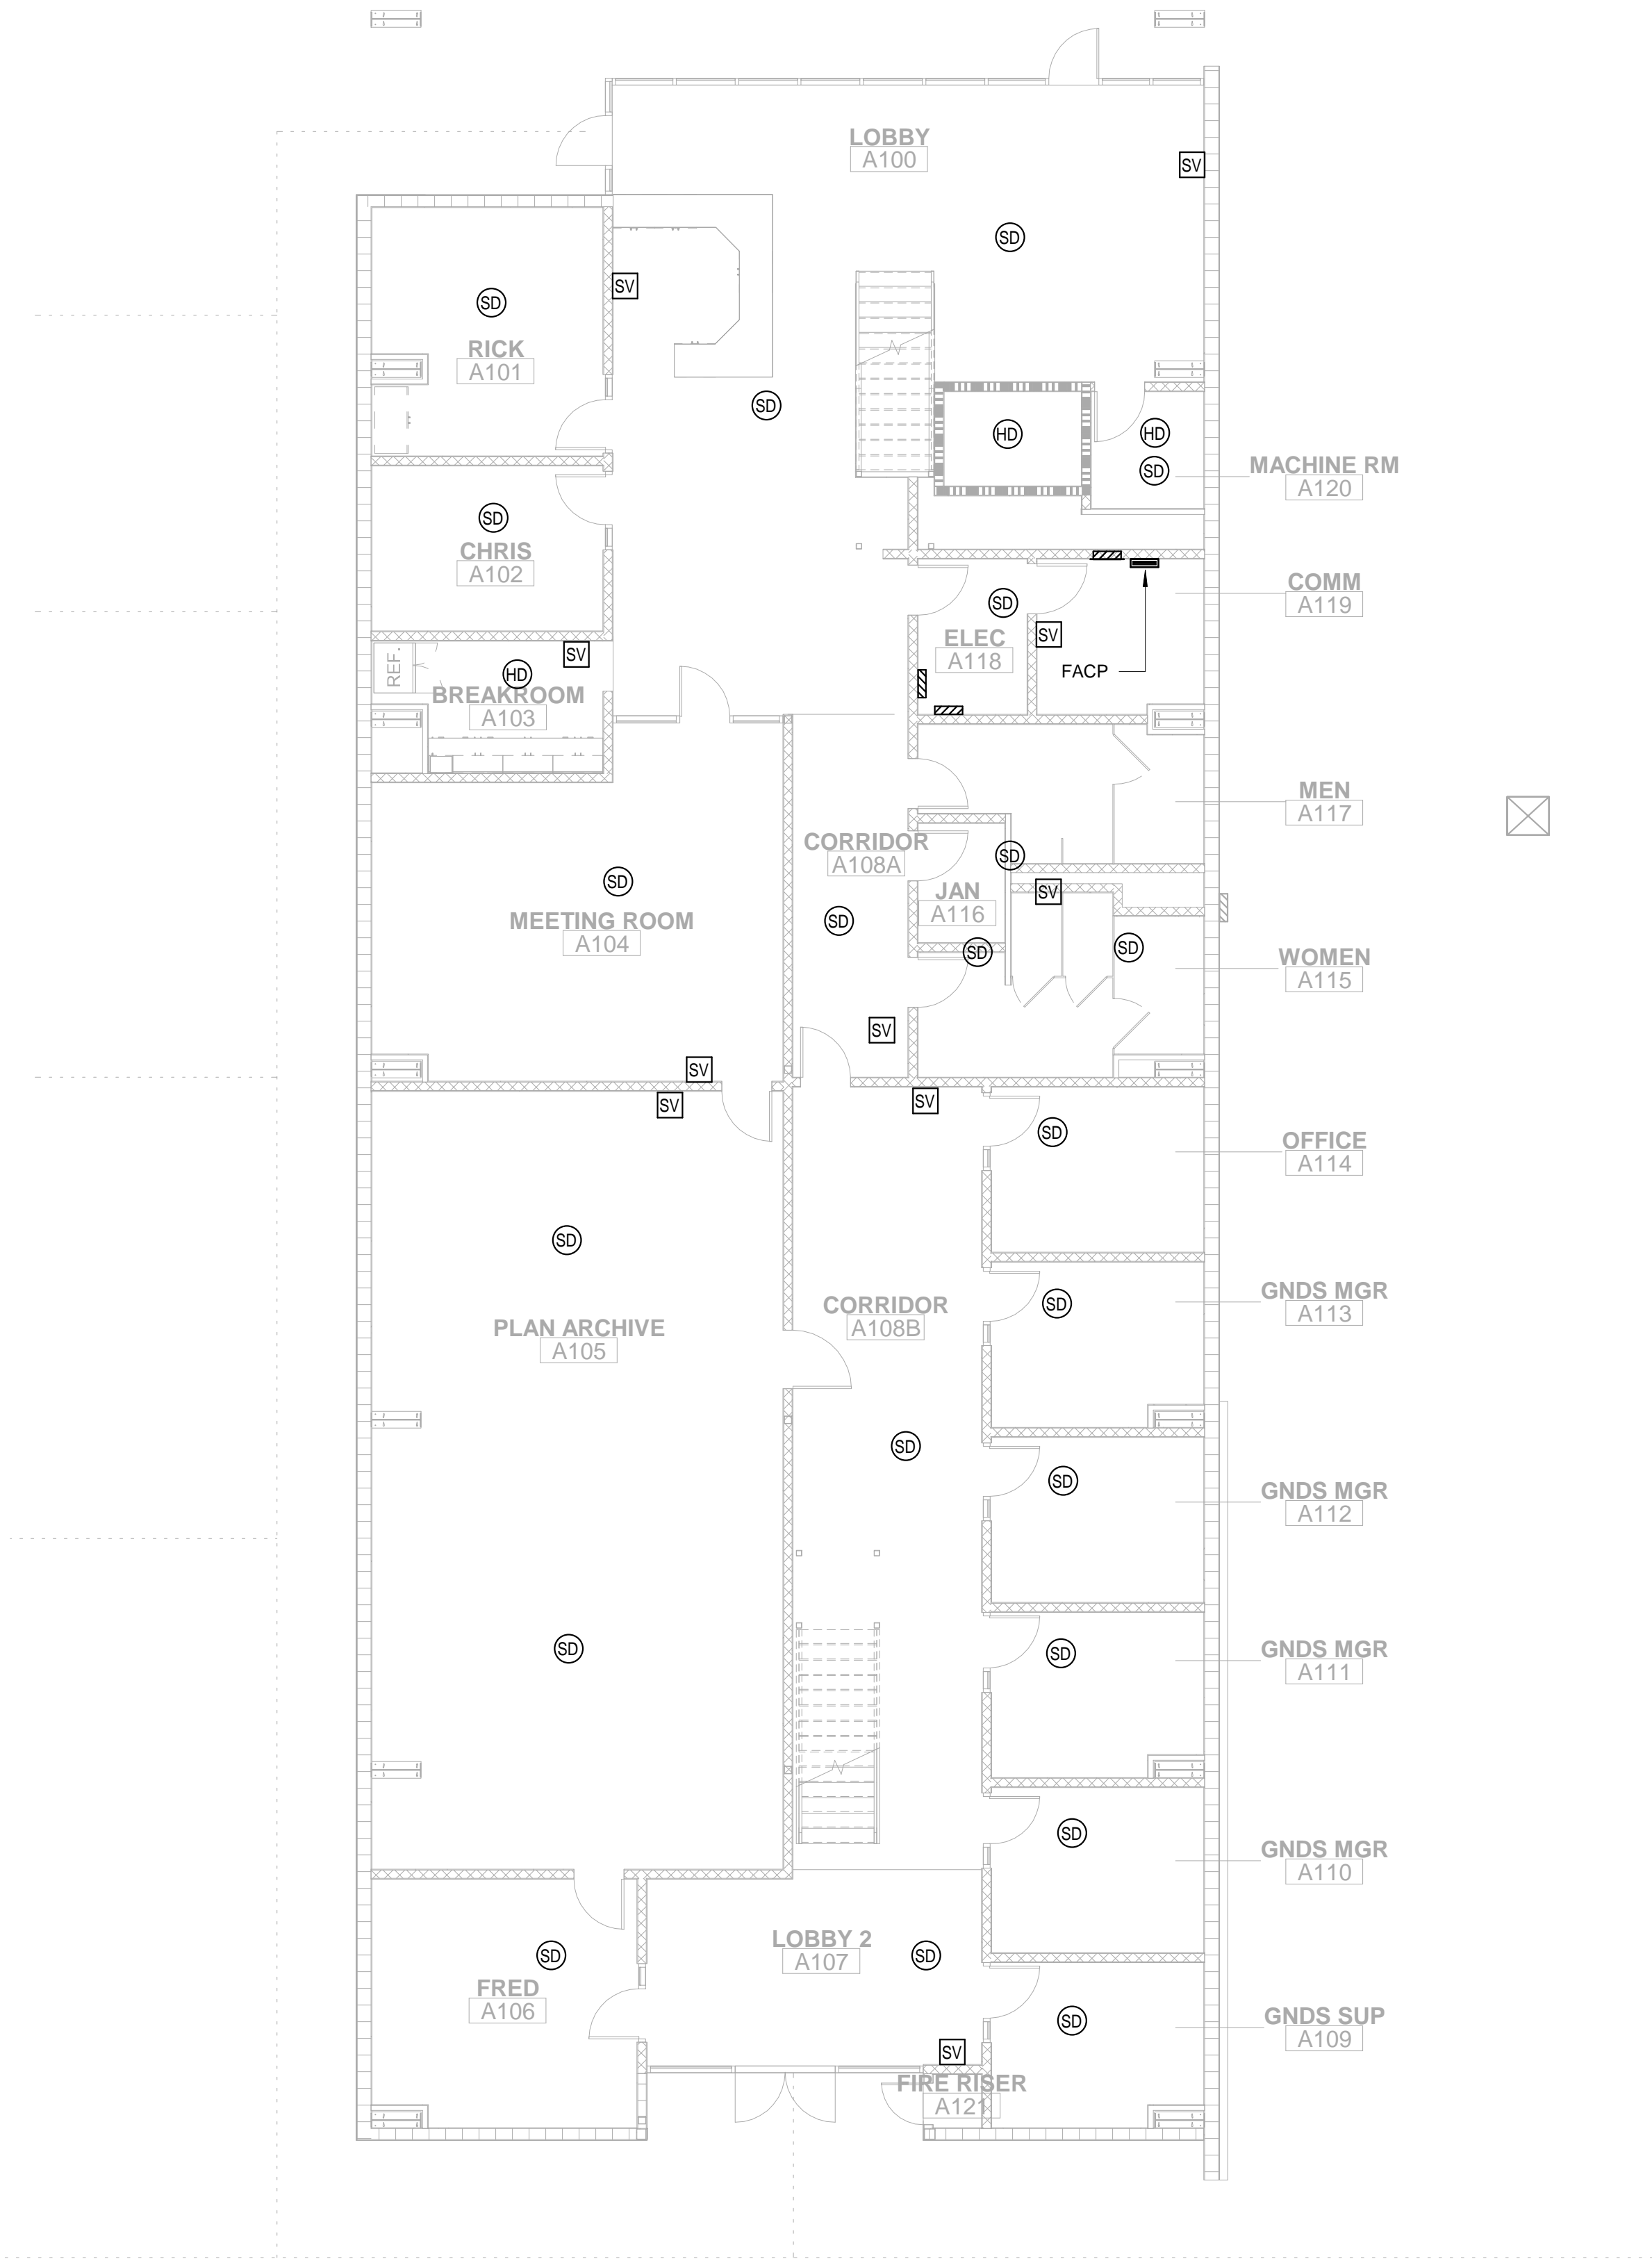 LOBBY
A100
SV
SD
SV
SD
RICK
A101
SD
HD
HD
SD
MACHINE RM
A120
SD
CHRIS
A102
COMM
A119
SD
ELEC
A118
SV
FACP
SV
REF.
HD
BREAKROOM
A103
MEN
A117
CORRIDOR
A108A
SD
JAN
A116
SV
SD
MEETING ROOM
A104
SD
SD
SD
WOMEN
A115
SV
SV
SV
SV
SD
OFFICE
A114
SD
SD
GNDS MGR
A113
PLAN ARCHIVE
A105
CORRIDOR
A108B
SD
SD
GNDS MGR
A112
SD
SD
GNDS MGR
A111
SD
GNDS MGR
A110
SD
FRED
A106
LOBBY 2
A107
SD
SD
GNDS SUP
A109
SV
FIRE RISER
A121